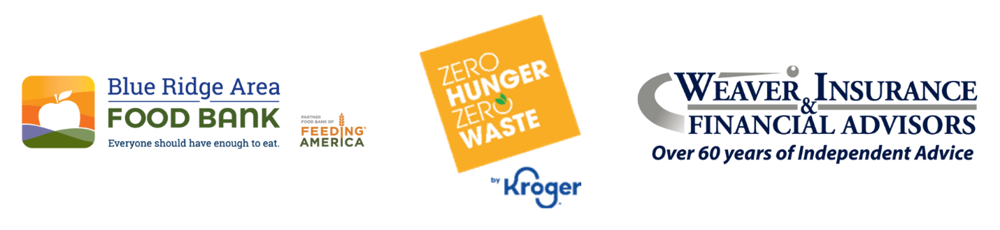 Blue Ridge Area
FOOD BANK
Everyone should have enough to eat.
PARTNER
FOOD BANK OF
FEEDING®
AMERICA
ZERO
HUNGER
ZERO
WASTE
by Kroger
WEAVER INSURANCE
&
FINANCIAL ADVISORS
Over 60 years of Independent Advice